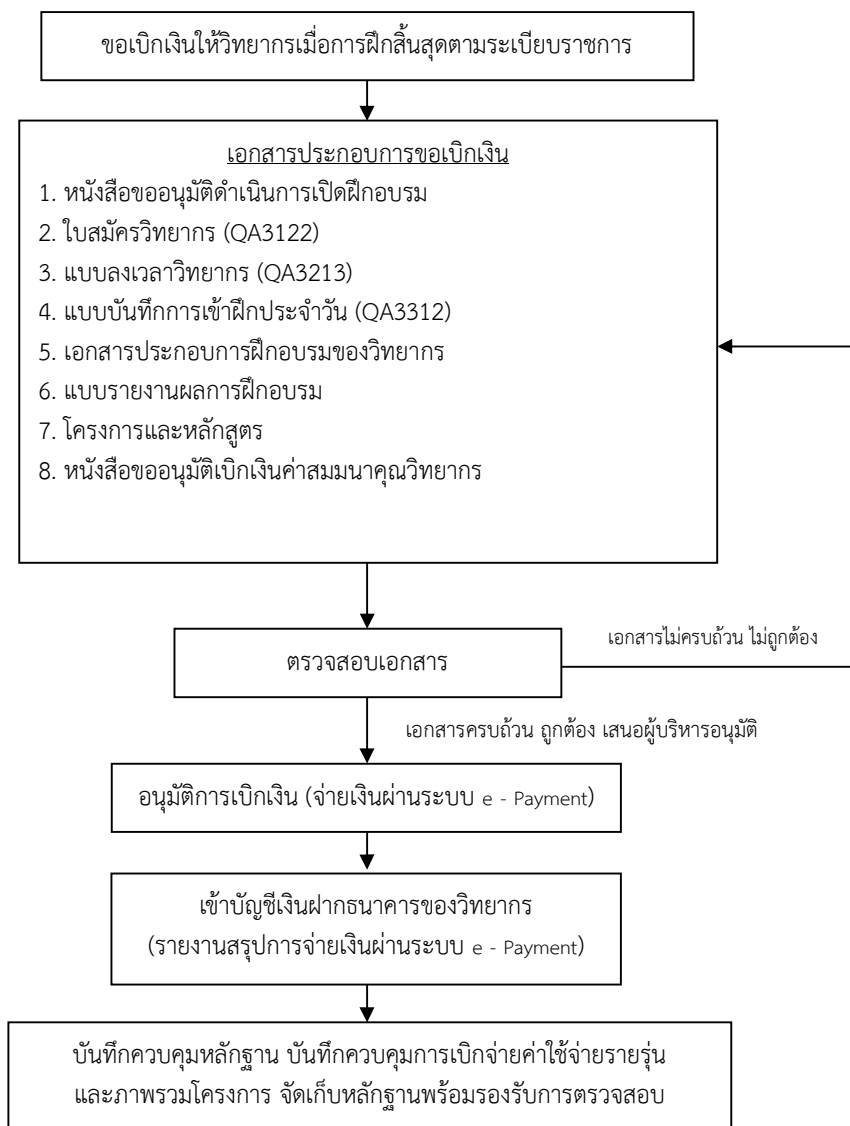 ขอเบิกเงินให้วิทยากรเมื่อการฝึกสิ้นสุดตามระเบียบราชการ
เอกสารประกอบการขอเบิกเงิน
1. หนังสือขออนุมัติดำเนินการเปิดฝึกอบรม
2. ใบสมัครวิทยากร (QA3122)
3. แบบลงเวลาวิทยากร (QA3213)
4. แบบบันทึกการเข้าฝึกประจำวัน (QA3312)
5. เอกสารประกอบการฝึกอบรมของวิทยากร
6. แบบรายงานผลการฝึกอบรม
7. โครงการและหลักสูตร
8. หนังสือขออนุมัติเบิกเงินค่าสมมนาคุณวิทยากร
ตรวจสอบเอกสาร
เอกสารไม่ครบถ้วน ไม่ถูกต้อง
เอกสารครบถ้วน ถูกต้อง เสนอผู้บริหารอนุมัติ
อนุมัติการเบิกเงิน (จ่ายเงินผ่านระบบ e - Payment)
เข้าบัญชีเงินฝากธนาคารของวิทยากร
(รายงานสรุปการจ่ายเงินผ่านระบบ e - Payment)
บันทึกควบคุมหลักฐาน บันทึกควบคุมการเบิกจ่ายค่าใช้จ่ายรายรุ่น
และภาพรวมโครงการ จัดเก็บหลักฐานพร้อมรองรับการตรวจสอบ